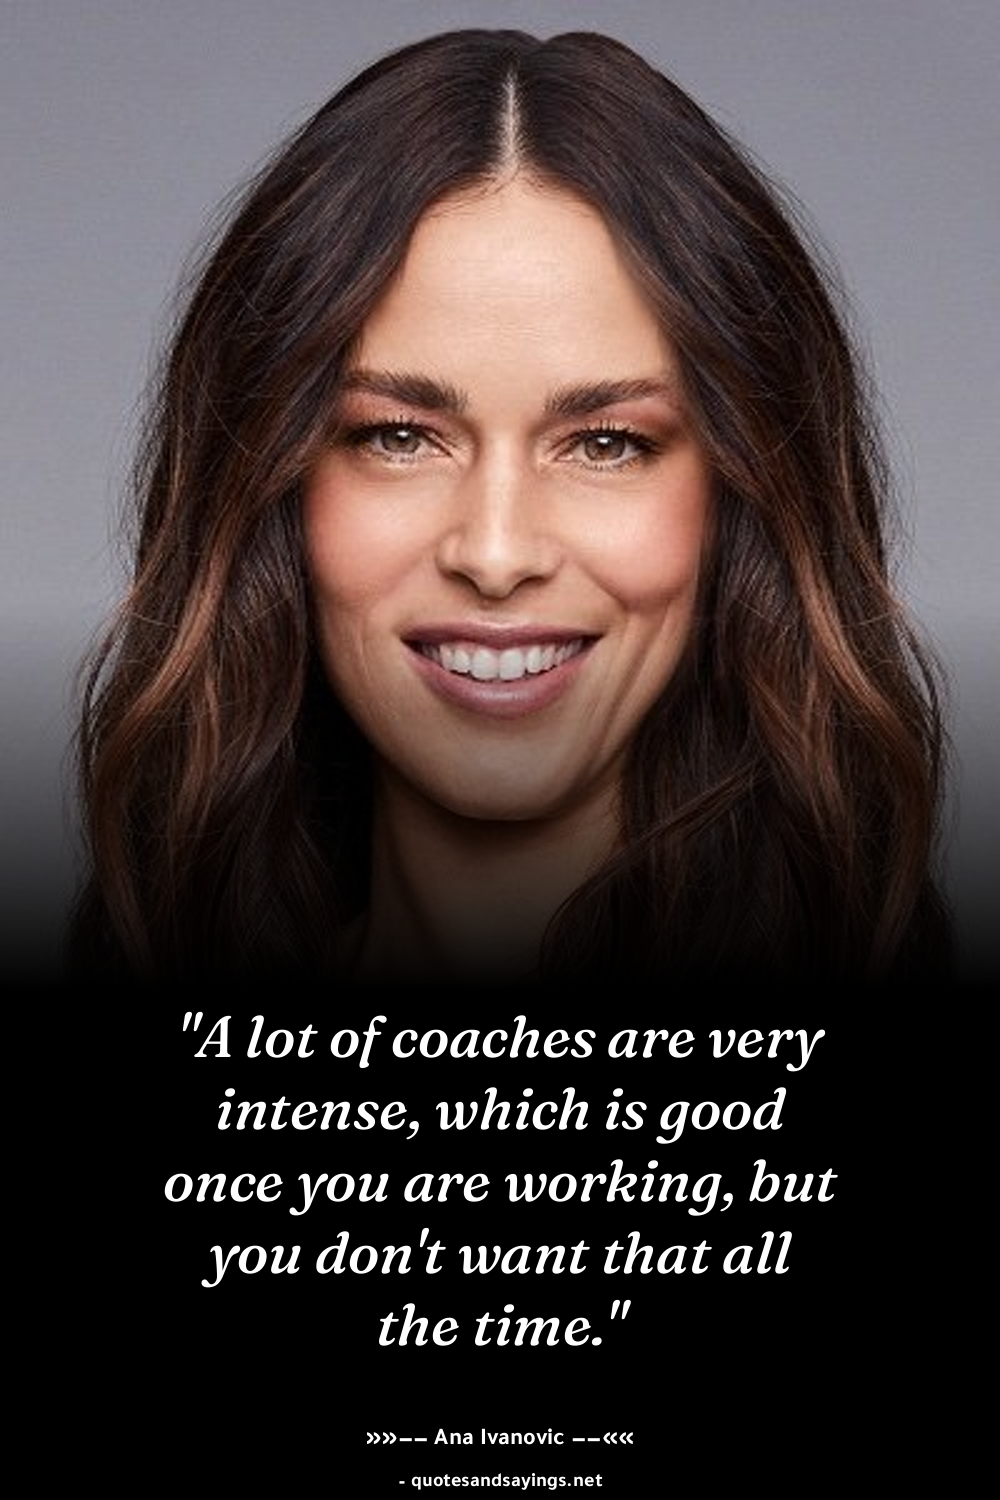 "A lot of coaches are very
intense, which is good
once you are working, but
you don't want that all
the time."
»»–– Ana Ivanovic ––««
- quotesandsayings.net